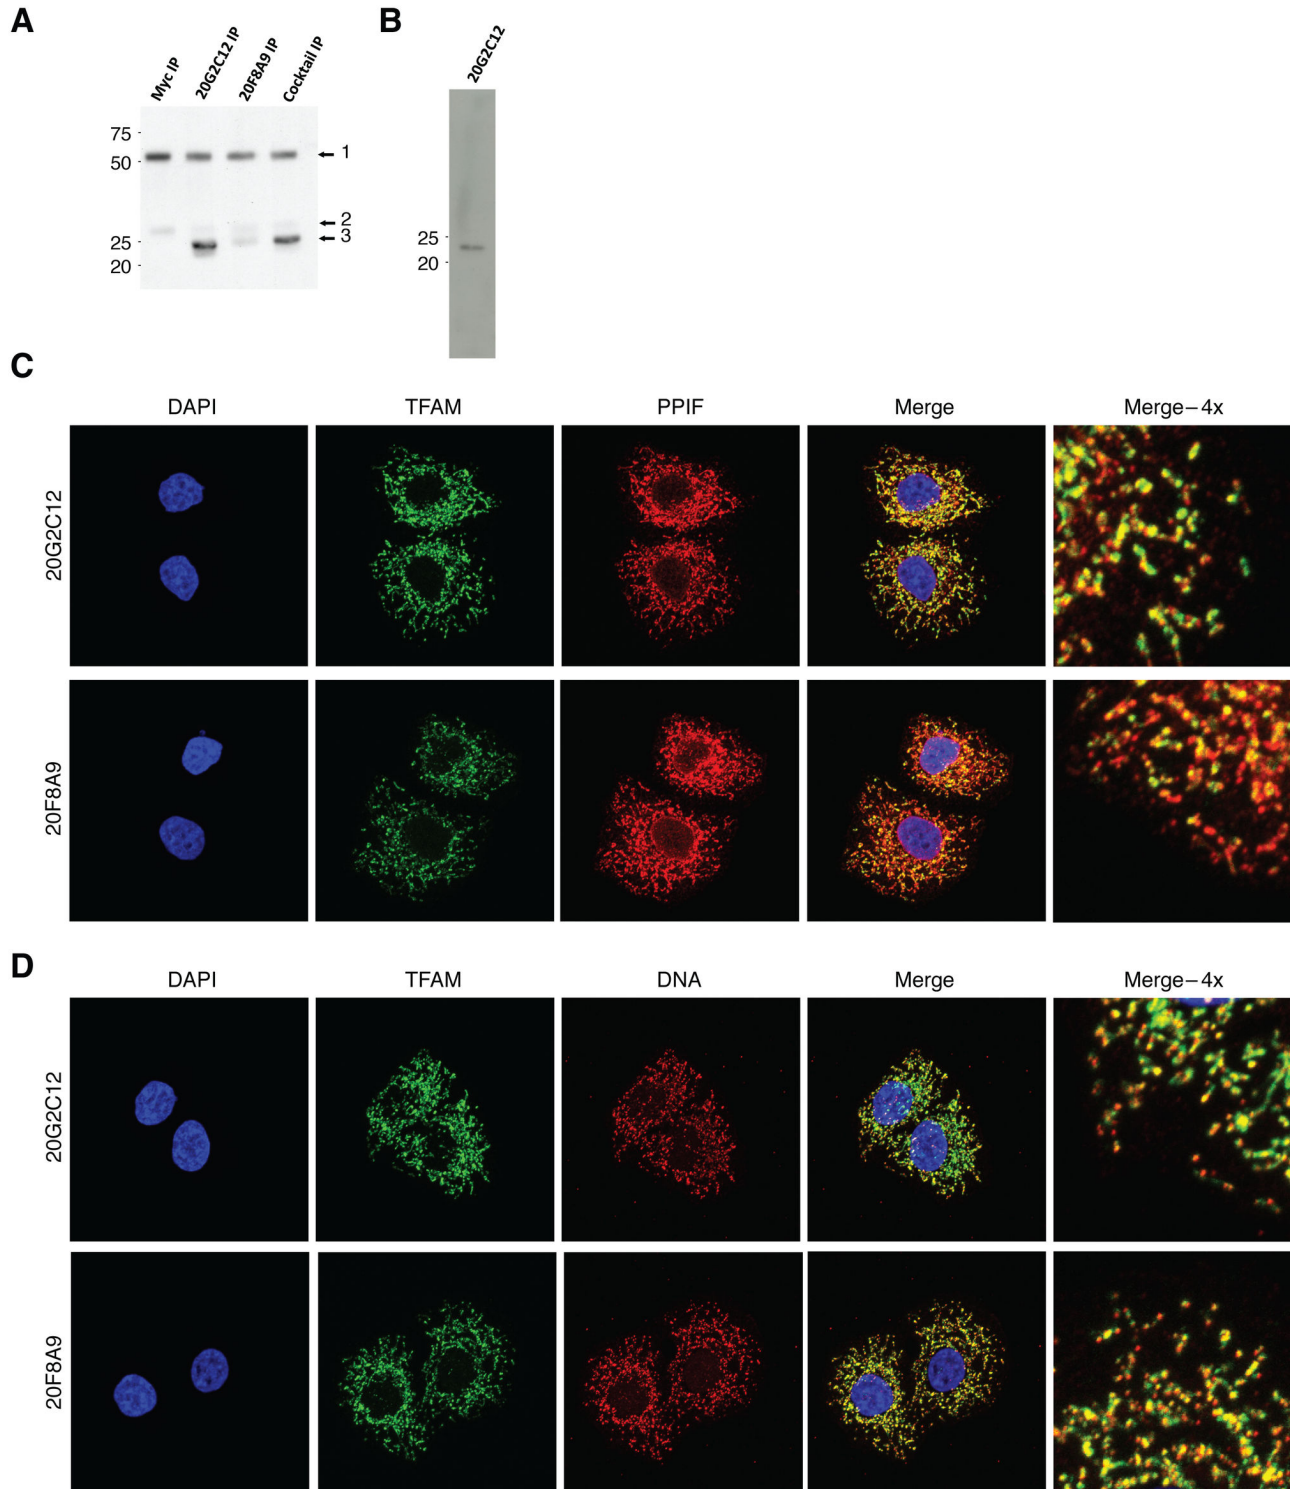 A
B
Myc IP
20G2C12 IP
20F8A9 IP
Cocktail IP
20G2C12
75
50
25
20
1
2
3
25
20
C
DAPI
TFAM
PPIF
Merge
Merge–4x
20G2C12
20F8A9
D
DAPI
TFAM
DNA
Merge
Merge–4x
20G2C12
20F8A9